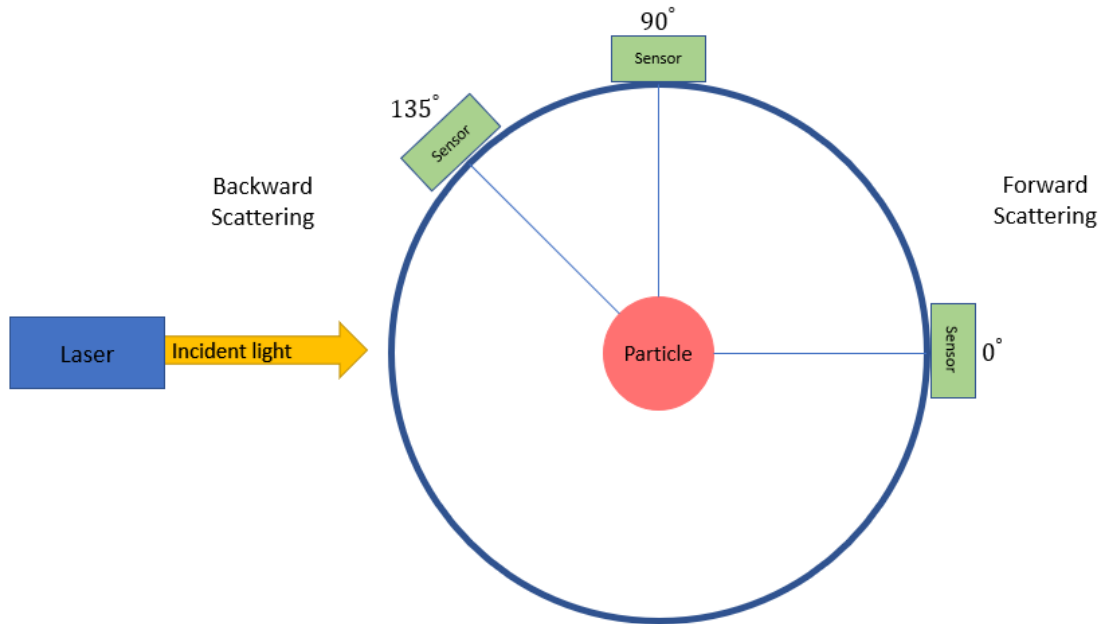 90°
Sensor
135°
Sensor
Backward
Scattering
Forward
Scattering
Laser
Incident light
Particle
Sensor
0°